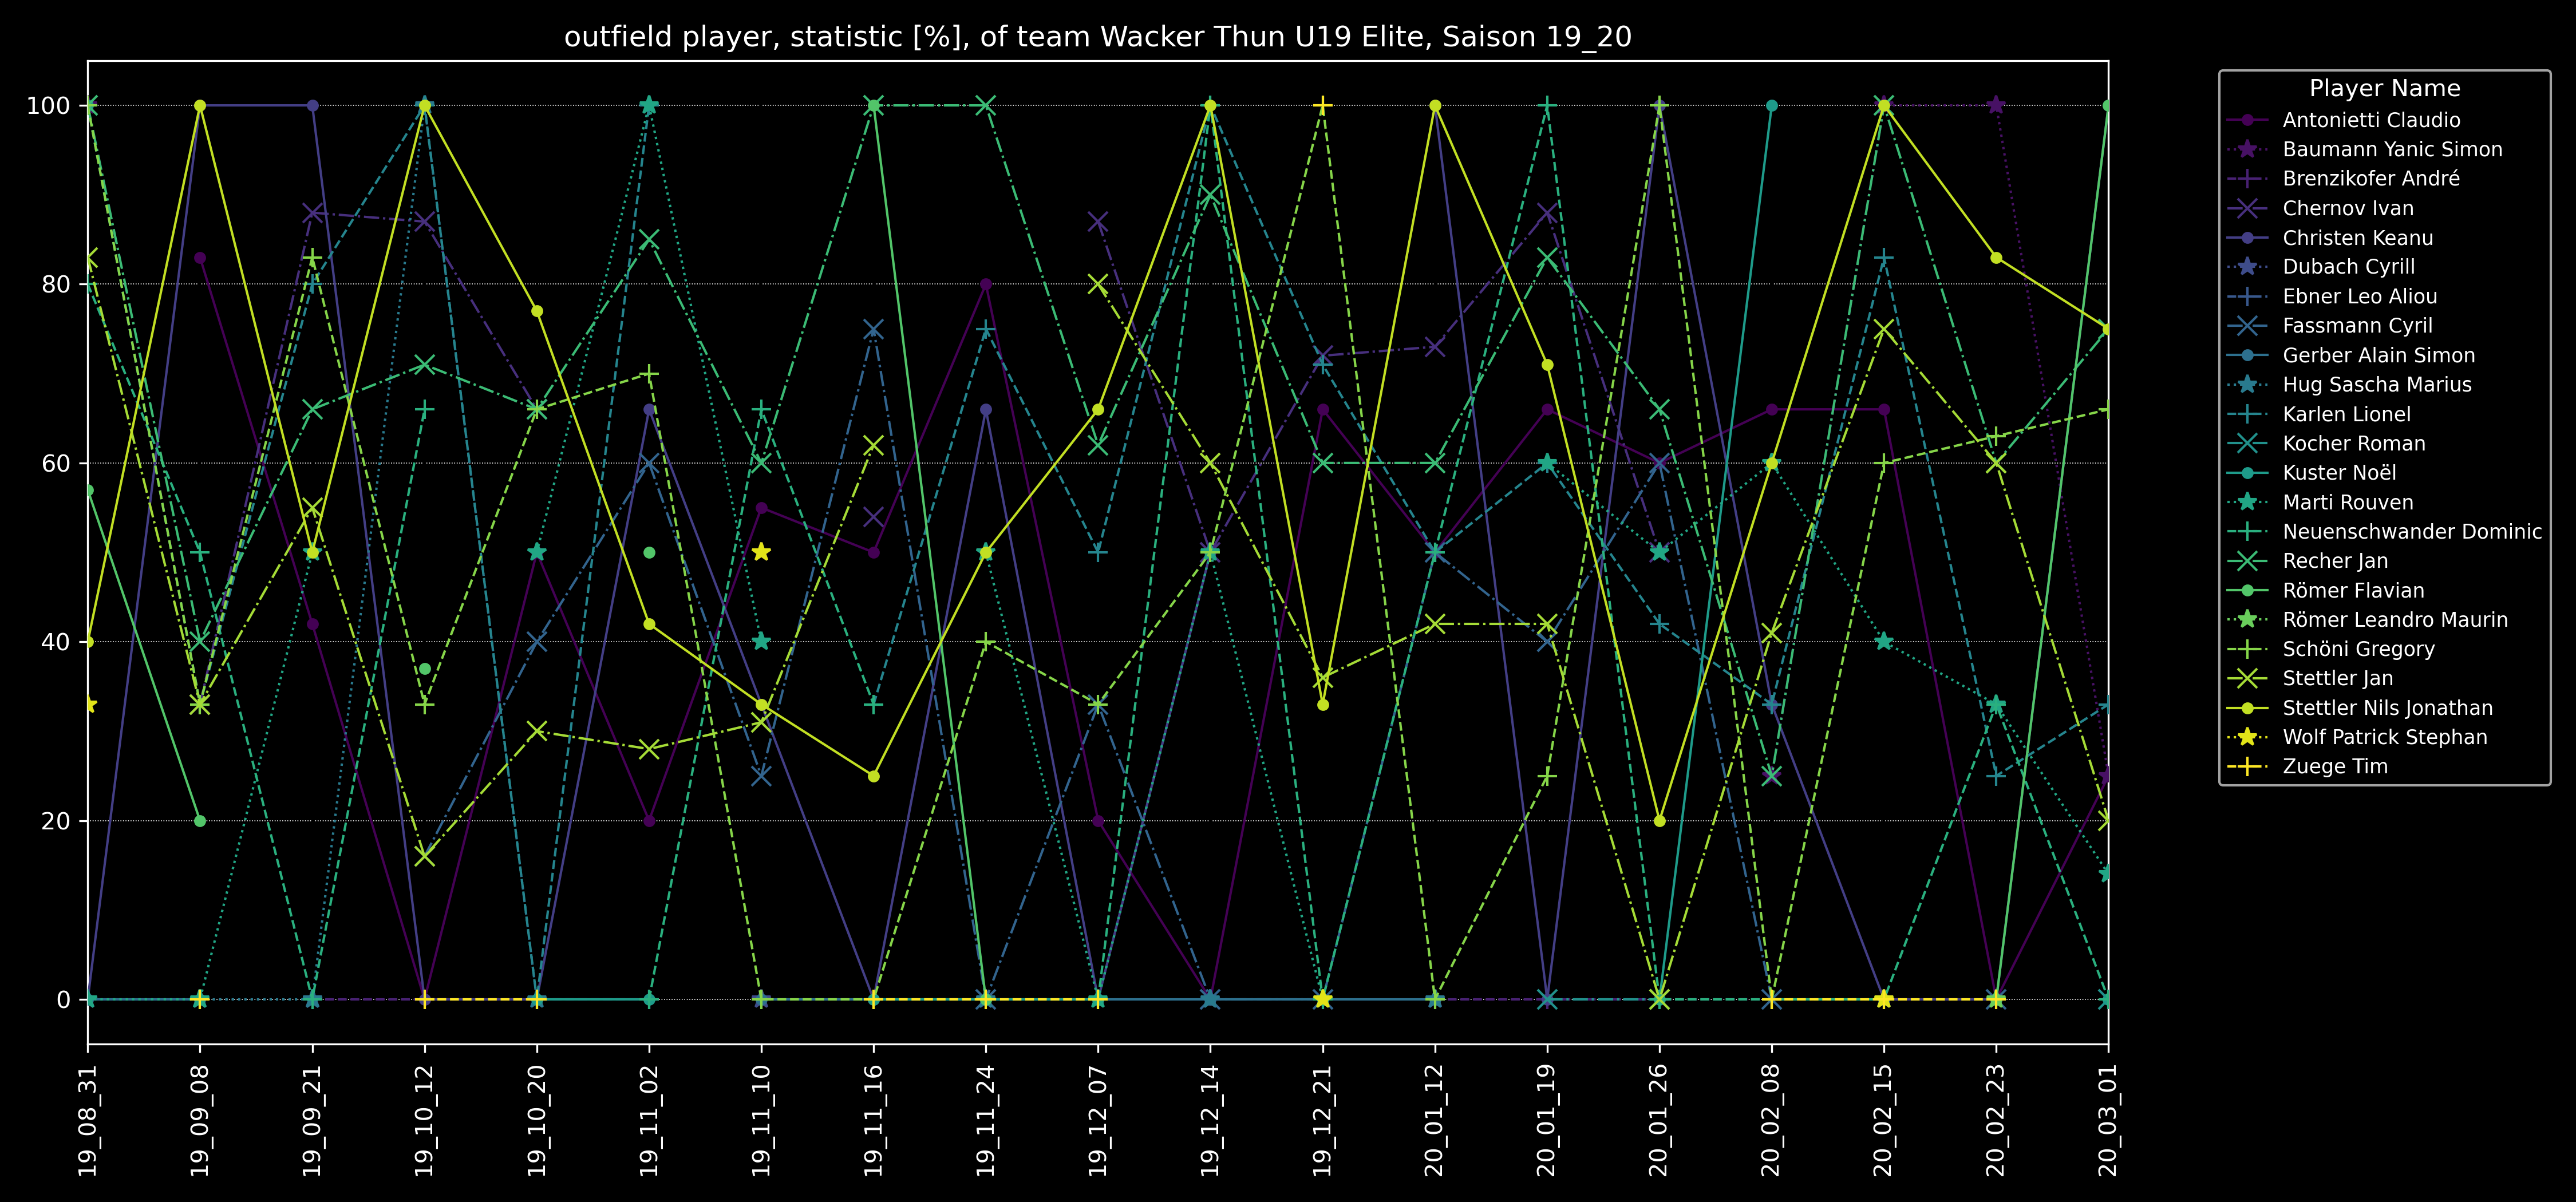 outfield player, statistic [%], of team Wacker Thun U19 Elite, Saison 19_20
100
80
60
40
20
0
19_08_31
19_09_08
19_09_21
19_10_12
19_10_20
19_11_02
19_11_10
19_11_16
19_11_24
19_12_07
19_12_14
19_12_21
20_01_12
20_01_19
20_01_26
20_02_08
20_02_15
20_02_23
20_03_01
Player Name
Antonietti Claudio
Baumann Yanic Simon
Brenzikofer André
Chernov Ivan
Christen Keanu
Dubach Cyrill
Ebner Leo Aliou
Fassmann Cyril
Gerber Alain Simon
Hug Sascha Marius
Karlen Lionel
Kocher Roman
Kuster Noël
Marti Rouven
Neuenschwander Dominic
Recher Jan
Römer Flavian
Römer Leandro Maurin
Schöni Gregory
Stettler Jan
Stettler Nils Jonathan
Wolf Patrick Stephan
Zuege Tim